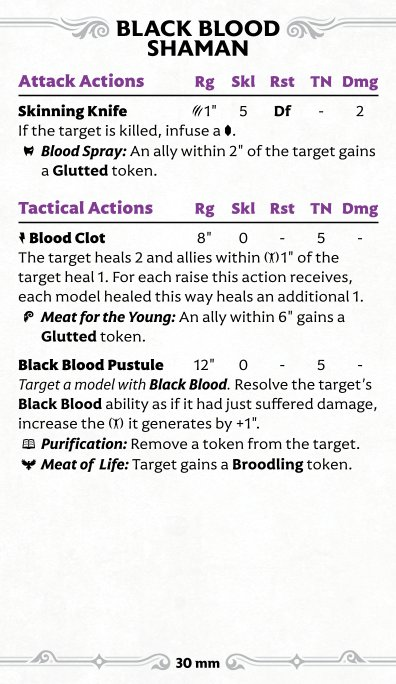 BLACK BLOOD
SHAMAN
Attack Actions Rg Skl Rst TN Dmg
Skinning Knife 1" 5 Df - 2
If the target is killed, infuse a .
Blood Spray: An ally within 2" of the target gains
a Glutted token.
Tactical Actions Rg Skl Rst TN Dmg
Blood Clot 8" 0 - 5 -
The target heals 2 and allies within 1" of the
target heal 1. For each raise this action receives,
each model healed this way heals an additional 1.
Meat for the Young: An ally within 6" gains a
Glutted token.
Black Blood Pustule 12" 0 - 5 -
Target a model with Black Blood. Resolve the target's
Black Blood ability as if it had just suffered damage,
increase the it generates by +1".
Purification: Remove a token from the target.
Meat of Life: Target gains a Broodling token.
30 mm